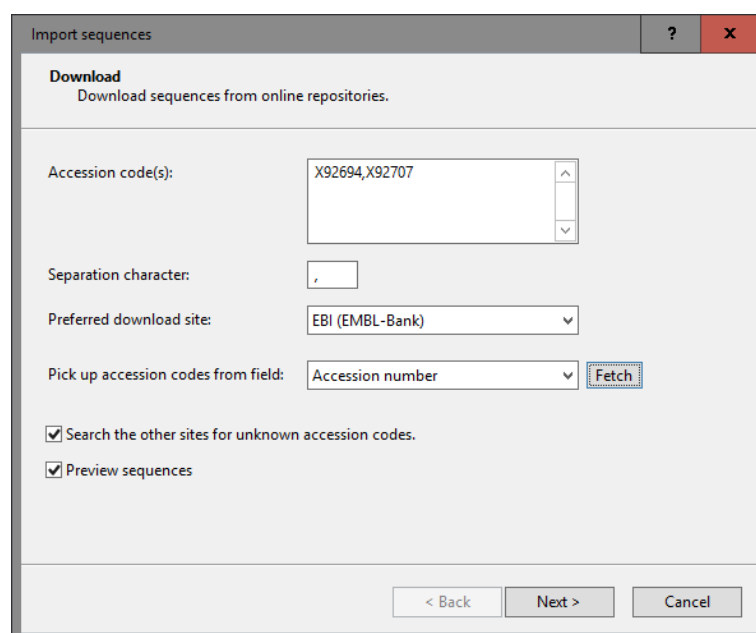 Import sequences
?
x
Download
Download sequences from online repositories.
Accession code(s):
X92694,X92707
Separation character:
,
Preferred download site:
EBI (EMBL-Bank)
Pick up accession codes from field:
Accession number
Fetch
Search the other sites for unknown accession codes.
Preview sequences
< Back
Next >
Cancel